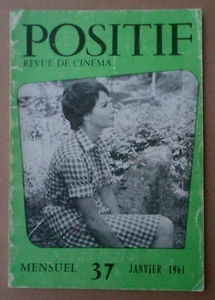 POSITIF
REVUE DE CINÉMA
MENSUEL 37 JANVIER 1961